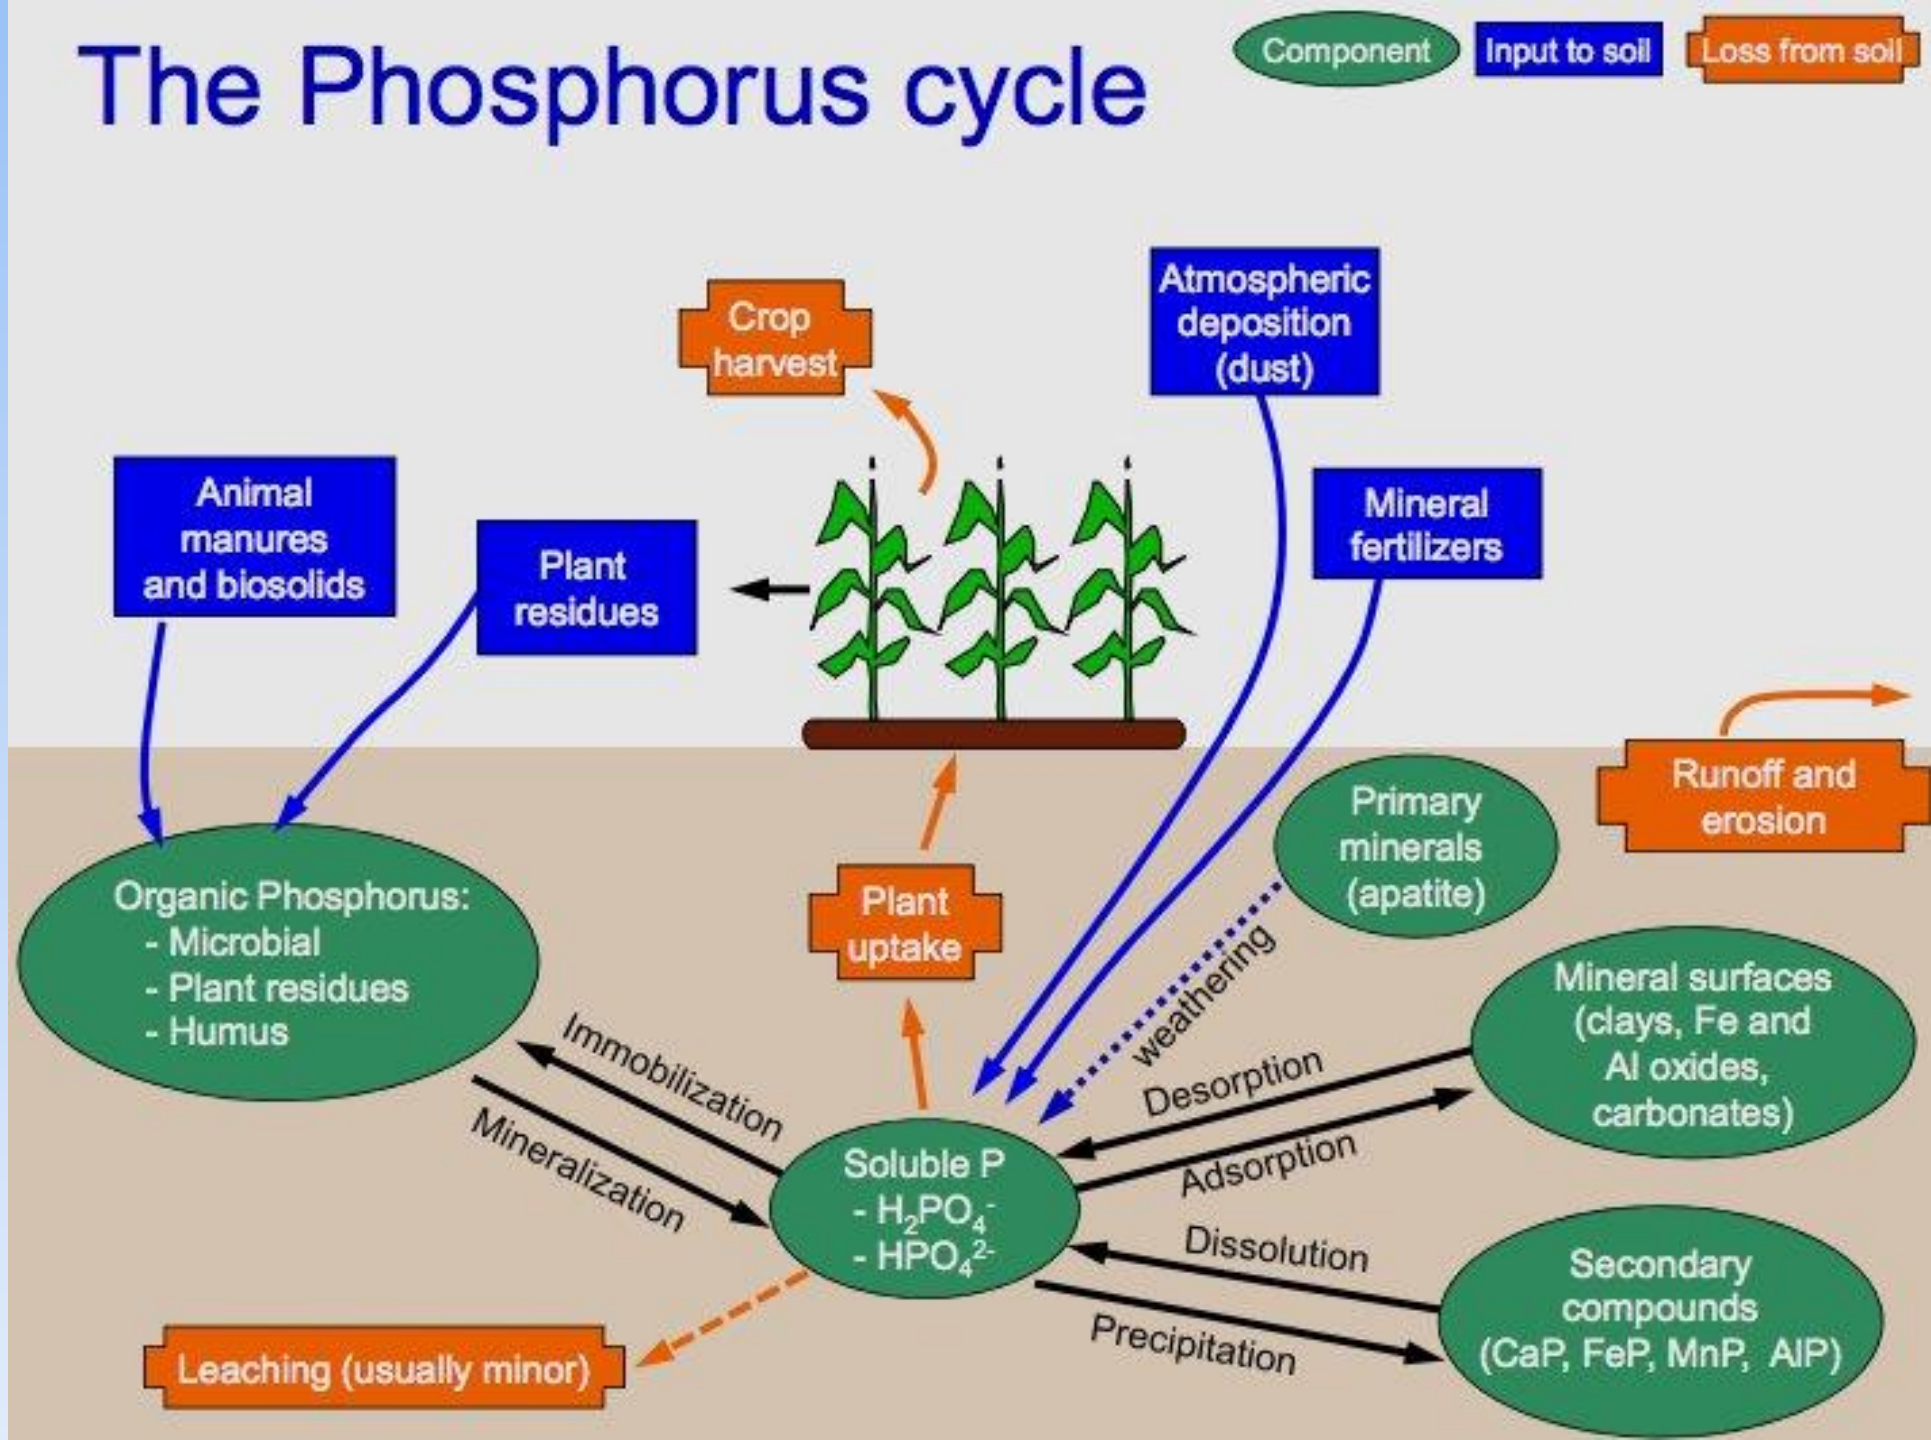 The Phosphorus cycle
Component
Input to soil
Loss from soil
Atmospheric
deposition
(dust)
Crop
harvest
Mineral
fertilizers
Animal
manures
and biosolids
Plant
residues
Runoff and
erosion
Primary
minerals
(apatite)
Plant
uptake
Organic Phosphorus:
- Microbial
- Plant residues
- Humus
weathering
Mineral surfaces
(clays, Fe and
Al oxides,
carbonates)
Immobilization
Mineralization
Desorption
Adsorption
Soluble P
- H₂PO₄⁻
- HPO₄²⁻
Dissolution
Precipitation
Secondary
compounds
(CaP, FeP, MnP, AlP)
Leaching (usually minor)